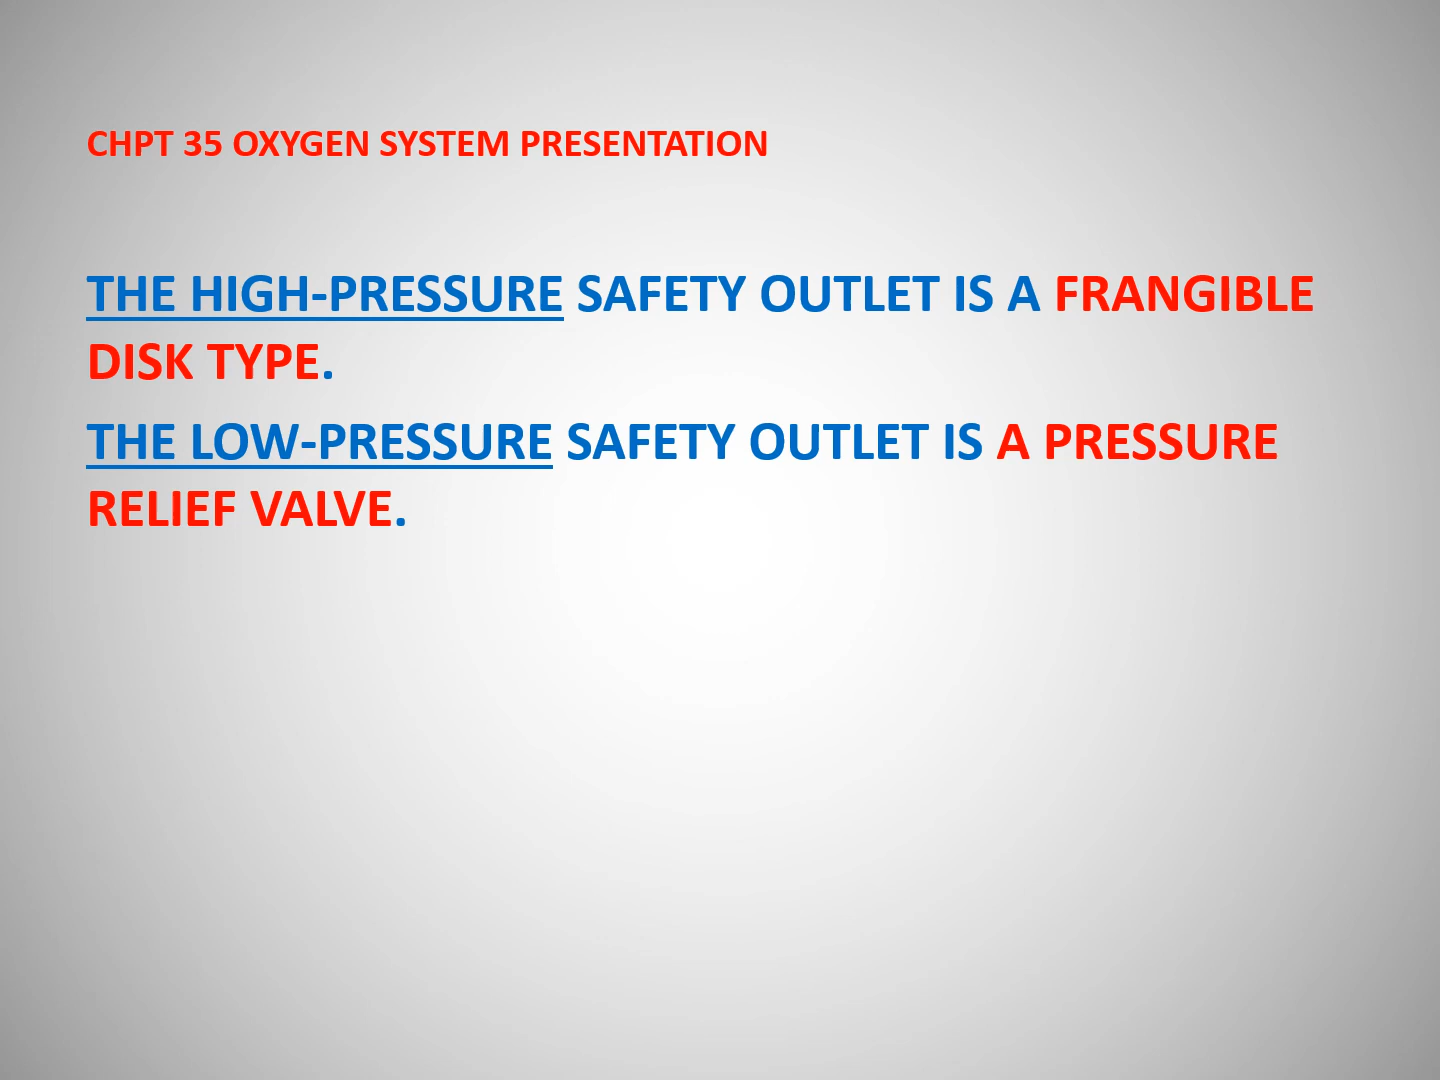 CHPT 35 OXYGEN SYSTEM PRESENTATION
THE HIGH-PRESSURE SAFETY OUTLET IS A FRANGIBLE
DISK TYPE.
THE LOW-PRESSURE SAFETY OUTLET IS A PRESSURE
RELIEF VALVE.